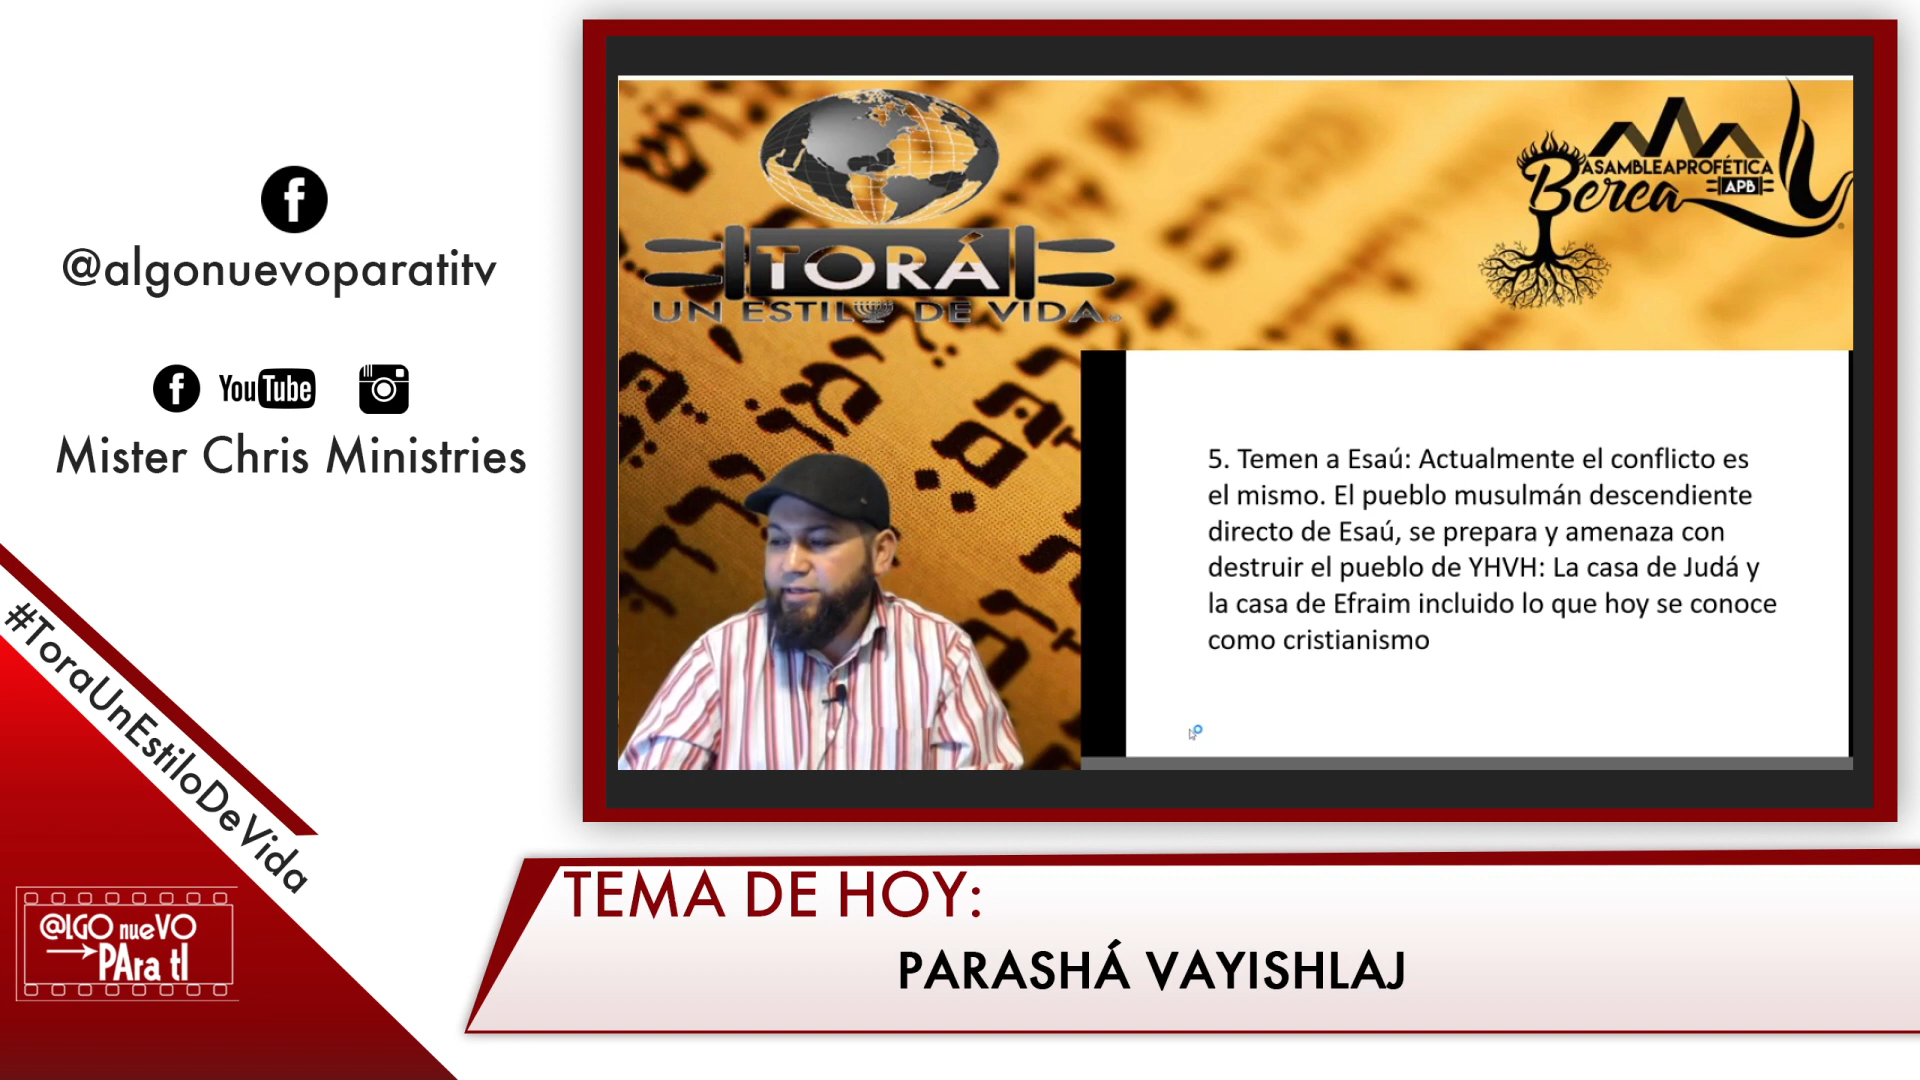 @algonuevoparatitv
YouTube
Mister Chris Ministries
#ToraUnEstiloDeVida
@LGO nueVO
PAra tI
TORÁ
UN ESTILO DE VIDA
ASAMBLEAPROFÉTICA
APB
Berea
5. Temen a Esaú: Actualmente el conflicto es
el mismo. El pueblo musulmán descendiente
directo de Esaú, se prepara y amenaza con
destruir el pueblo de YHVH: La casa de Judá y
la casa de Efraim incluido lo que hoy se conoce
como cristianismo
TEMA DE HOY:
PARASHÁ VAYISHLAJ